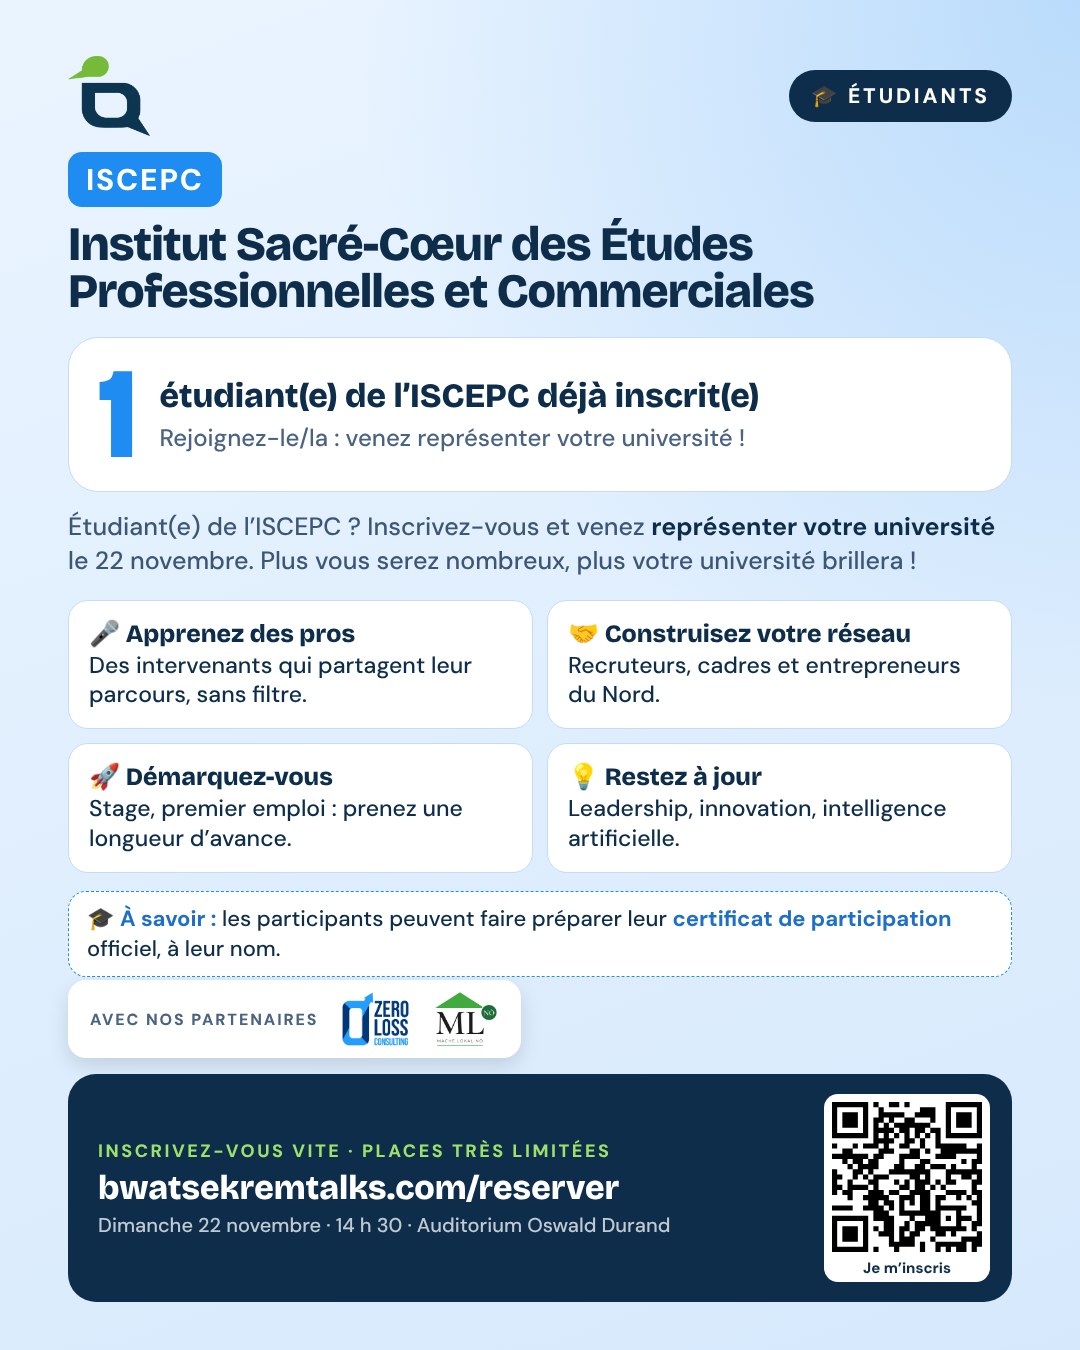 🎓 ÉTUDIANTS
ISCEPC
Institut Sacré-Cœur des Études
Professionnelles et Commerciales
1
étudiant(e) de l’ISCEPC déjà inscrit(e)
Rejoignez-le/la : venez représenter votre université !
Étudiant(e) de l’ISCEPC ? Inscrivez-vous et venez représenter votre université
le 22 novembre. Plus vous serez nombreux, plus votre université brillera !
🎤 Apprenez des pros
Des intervenants qui partagent leur
parcours, sans filtre.
🤝 Construisez votre réseau
Recruteurs, cadres et entrepreneurs
du Nord.
🚀 Démarquez-vous
Stage, premier emploi : prenez une
longueur d’avance.
💡 Restez à jour
Leadership, innovation, intelligence
artificielle.
🎓 À savoir : les participants peuvent faire préparer leur certificat de participation
officiel, à leur nom.
AVEC NOS PARTENAIRES
ZERO
LOSS
CONSULTING
ML
NÒ
MACHÉ LOKAL NÒ
INSCRIVEZ-VOUS VITE · PLACES TRÈS LIMITÉES
bwatsekremtalks.com/reserver
Dimanche 22 novembre · 14 h 30 · Auditorium Oswald Durand
Je m’inscris